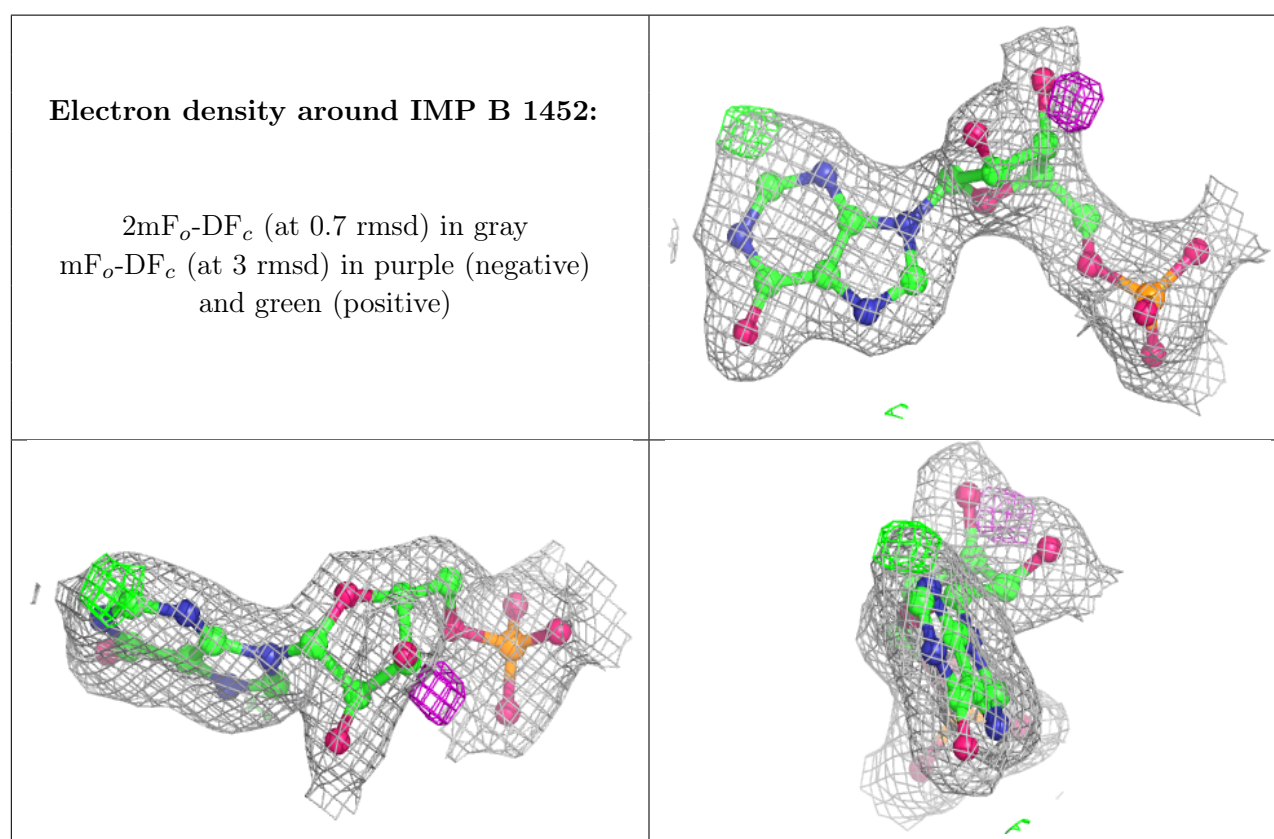 Electron density around IMP B 1452:
2mFₒ-DF𝑐 (at 0.7 rmsd) in gray
mFₒ-DF𝑐 (at 3 rmsd) in purple (negative)
and green (positive)